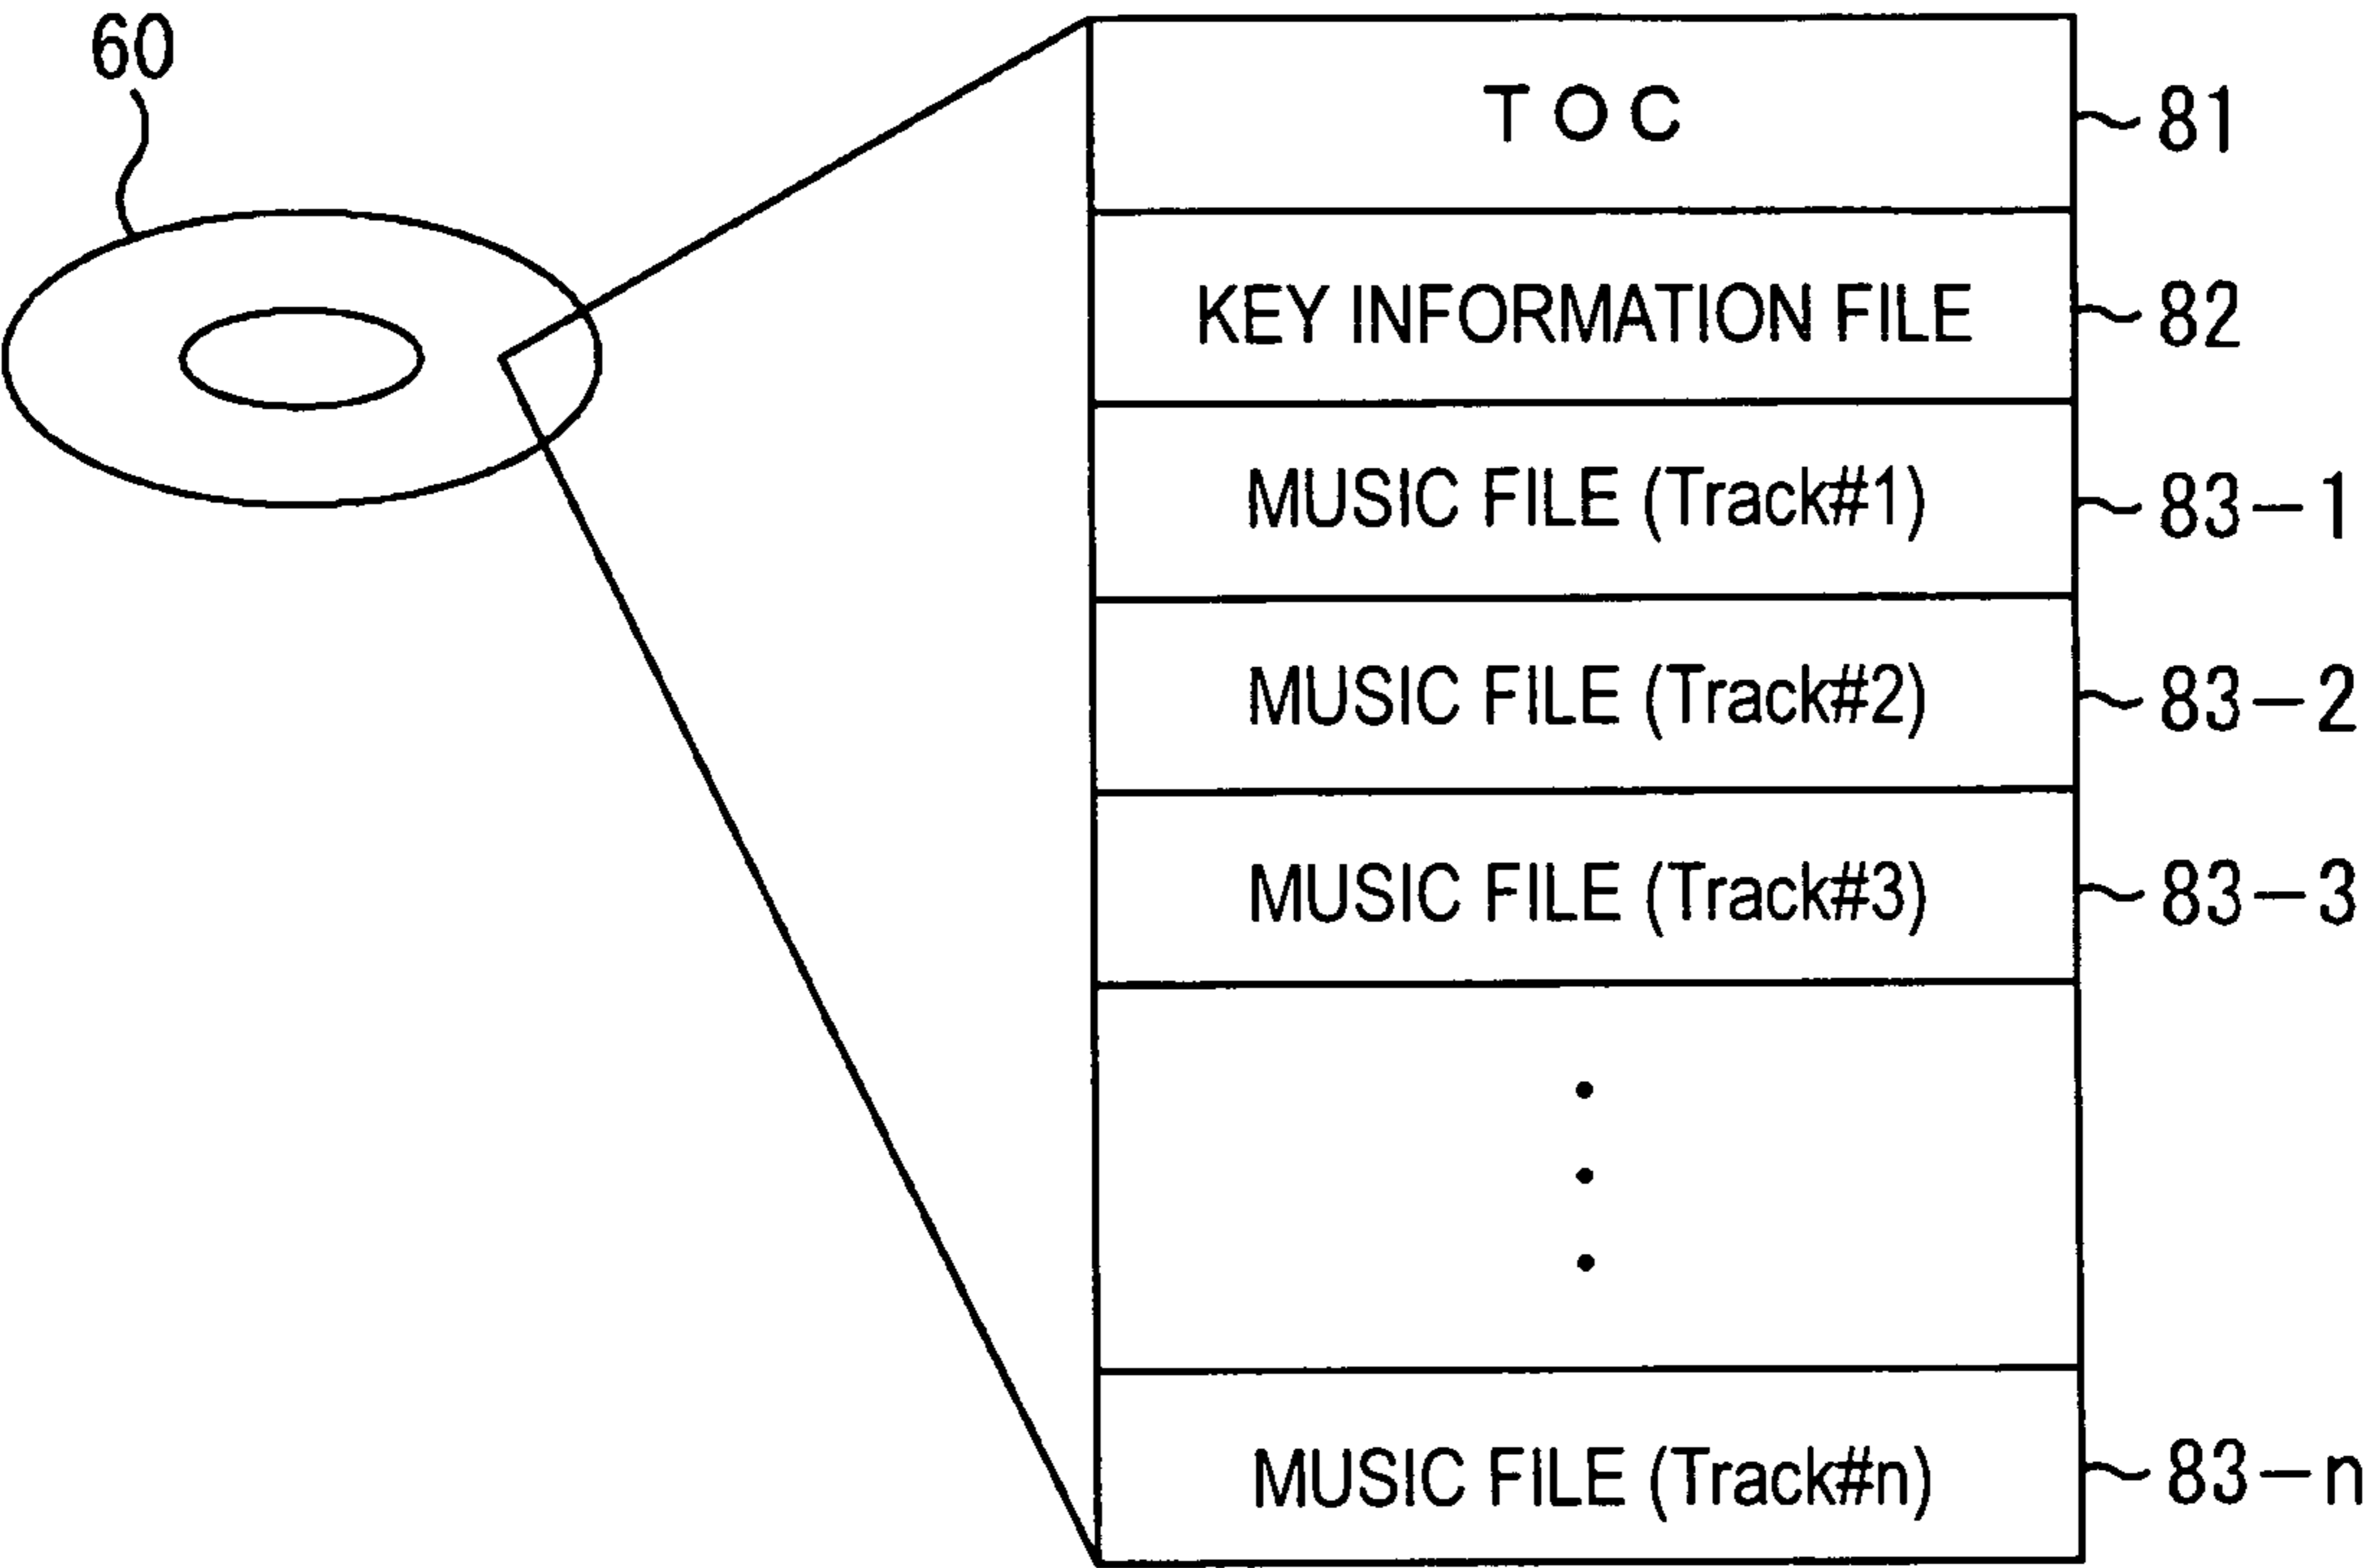 60
T O C 81
KEY INFORMATION FILE 82
MUSIC FILE (Track#1) 83-1
MUSIC FILE (Track#2) 83-2
MUSIC FILE (Track#3) 83-3
MUSIC FILE (Track#n) 83-n